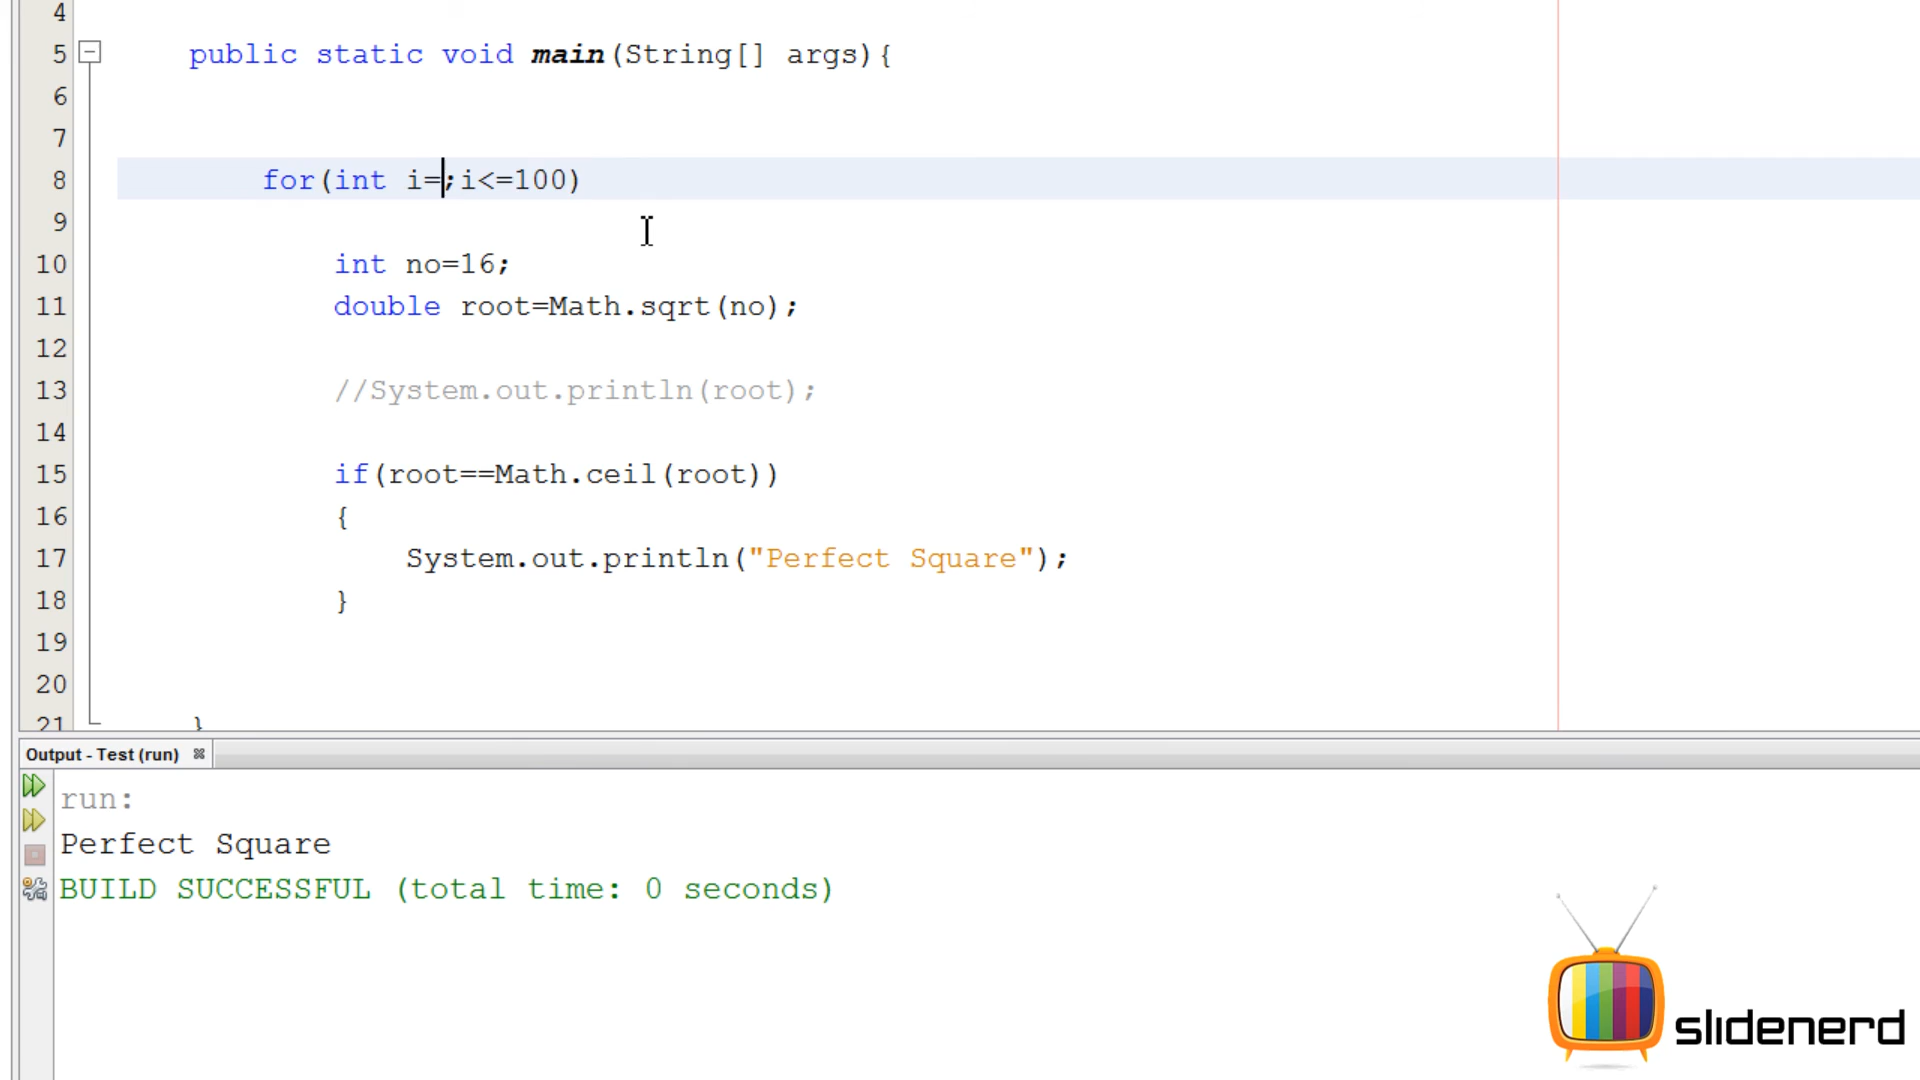 4
5 public static void main(String[] args){
6
7
8 for(int i=;i<=100)
9
10 int no=16;
11 double root=Math.sqrt(no);
12
13 //System.out.println(root);
14
15 if(root==Math.ceil(root))
16 {
17 System.out.println("Perfect Square");
18 }
19
20
21 }
Output - Test (run)
run:
Perfect Square
BUILD SUCCESSFUL (total time: 0 seconds)
slidenerd